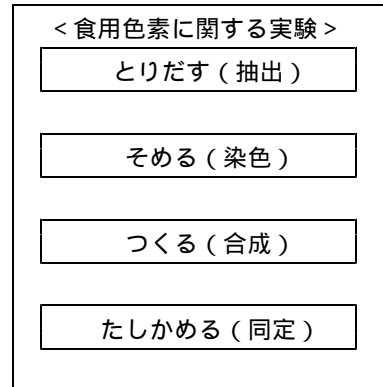 <食用色素に関する実験>
とりだす(抽出)
そめる(染色)
つくる(合成)
たしかめる(同定)